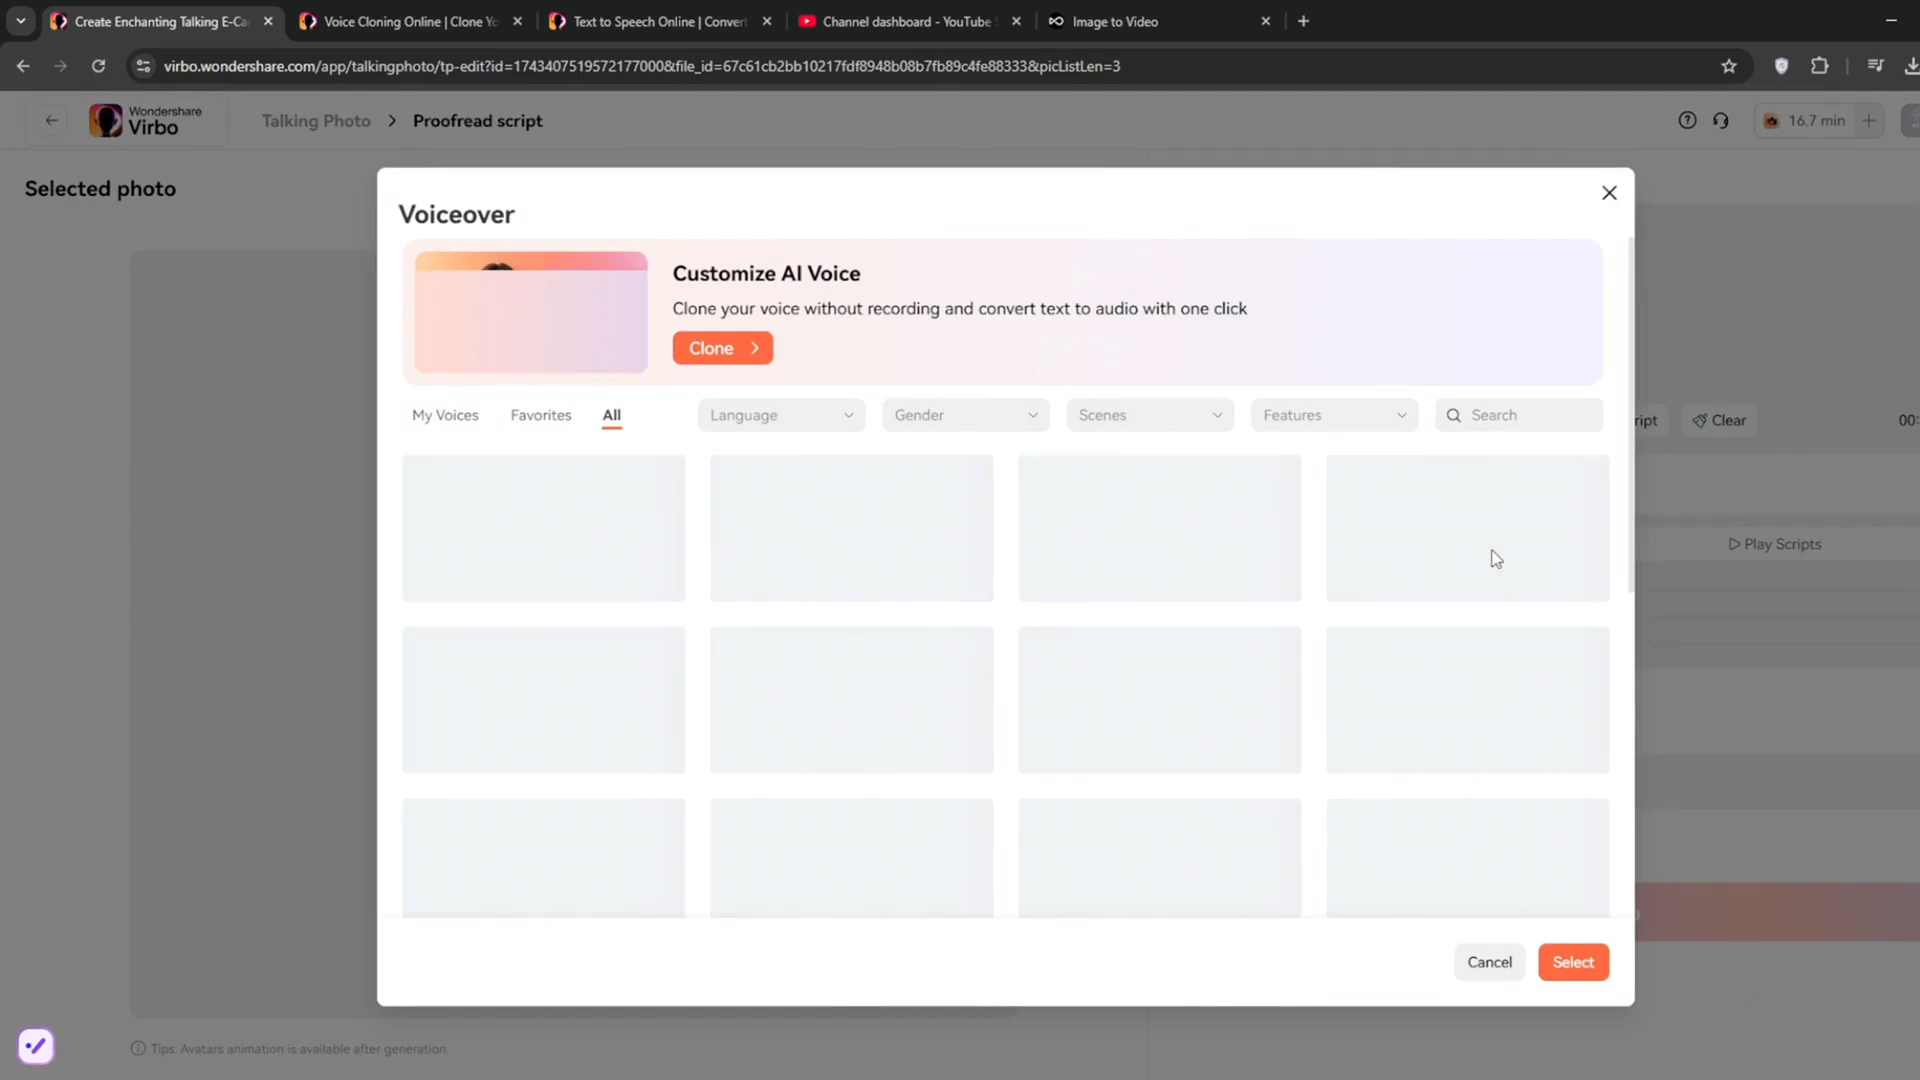 Create Enchanting Talking E-Ca
Voice Cloning Online | Clone Yo
Text to Speech Online | Convert
Channel dashboard - YouTube S
Image to Video
virbo.wondershare.com/app/talkingphoto/tp-edit?id=1743407519572177000&file_id=67c61cb2bb10217fdf8948b08b7fb89c4fe88333&picListLen=3
Wondershare
Virbo
Talking Photo > Proofread script
16.7 min
Selected photo
Voiceover
Customize AI Voice
Clone your voice without recording and convert text to audio with one click
Clone
My Voices
Favorites
All
Language
Gender
Scenes
Features
Search
ript
Clear
00:
Play Scripts
Cancel
Select
Tips: Avatars animation is available after generation.